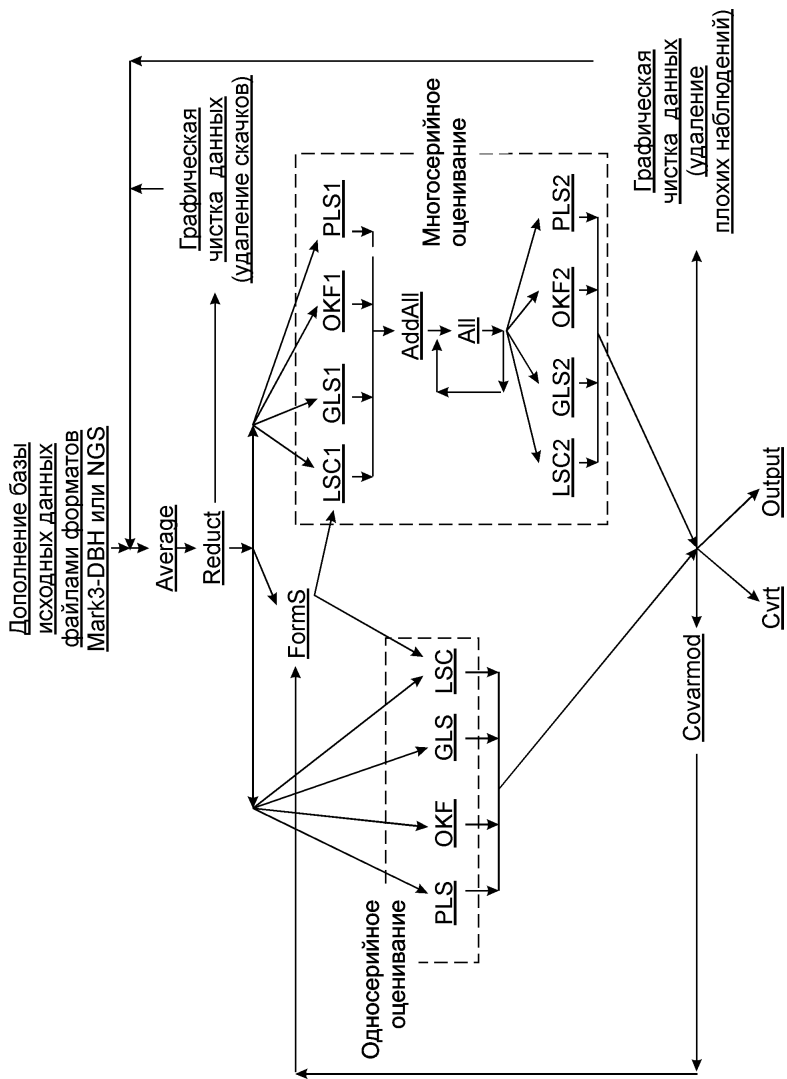 Дополнение базы
исходных данных
файлами форматов
Mark3-DBH или NGS
Average
Reduct
Графическая
чистка данных
(удаление скачков)
FormS
Односерийное
оценивание
PLS
OKF
GLS
LSC
Многосерийное
оценивание
LSC1
GLS1
OKF1
PLS1
AddAll
All
LSC2
GLS2
OKF2
PLS2
Графическая
чистка данных
(удаление
плохих наблюдений)
Covarmod
Cvrt
Output